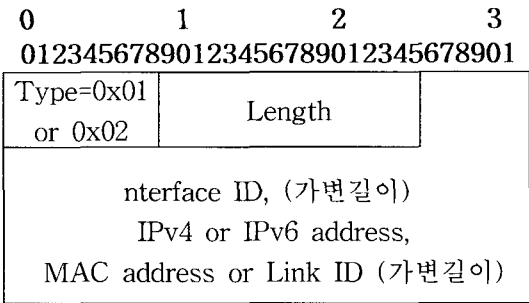 0 1 2 3
01234567890123456789012345678901
Type=0x01
or 0x02
Length
nterface ID, (가변길이)
IPv4 or IPv6 address,
MAC address or Link ID (가변길이)